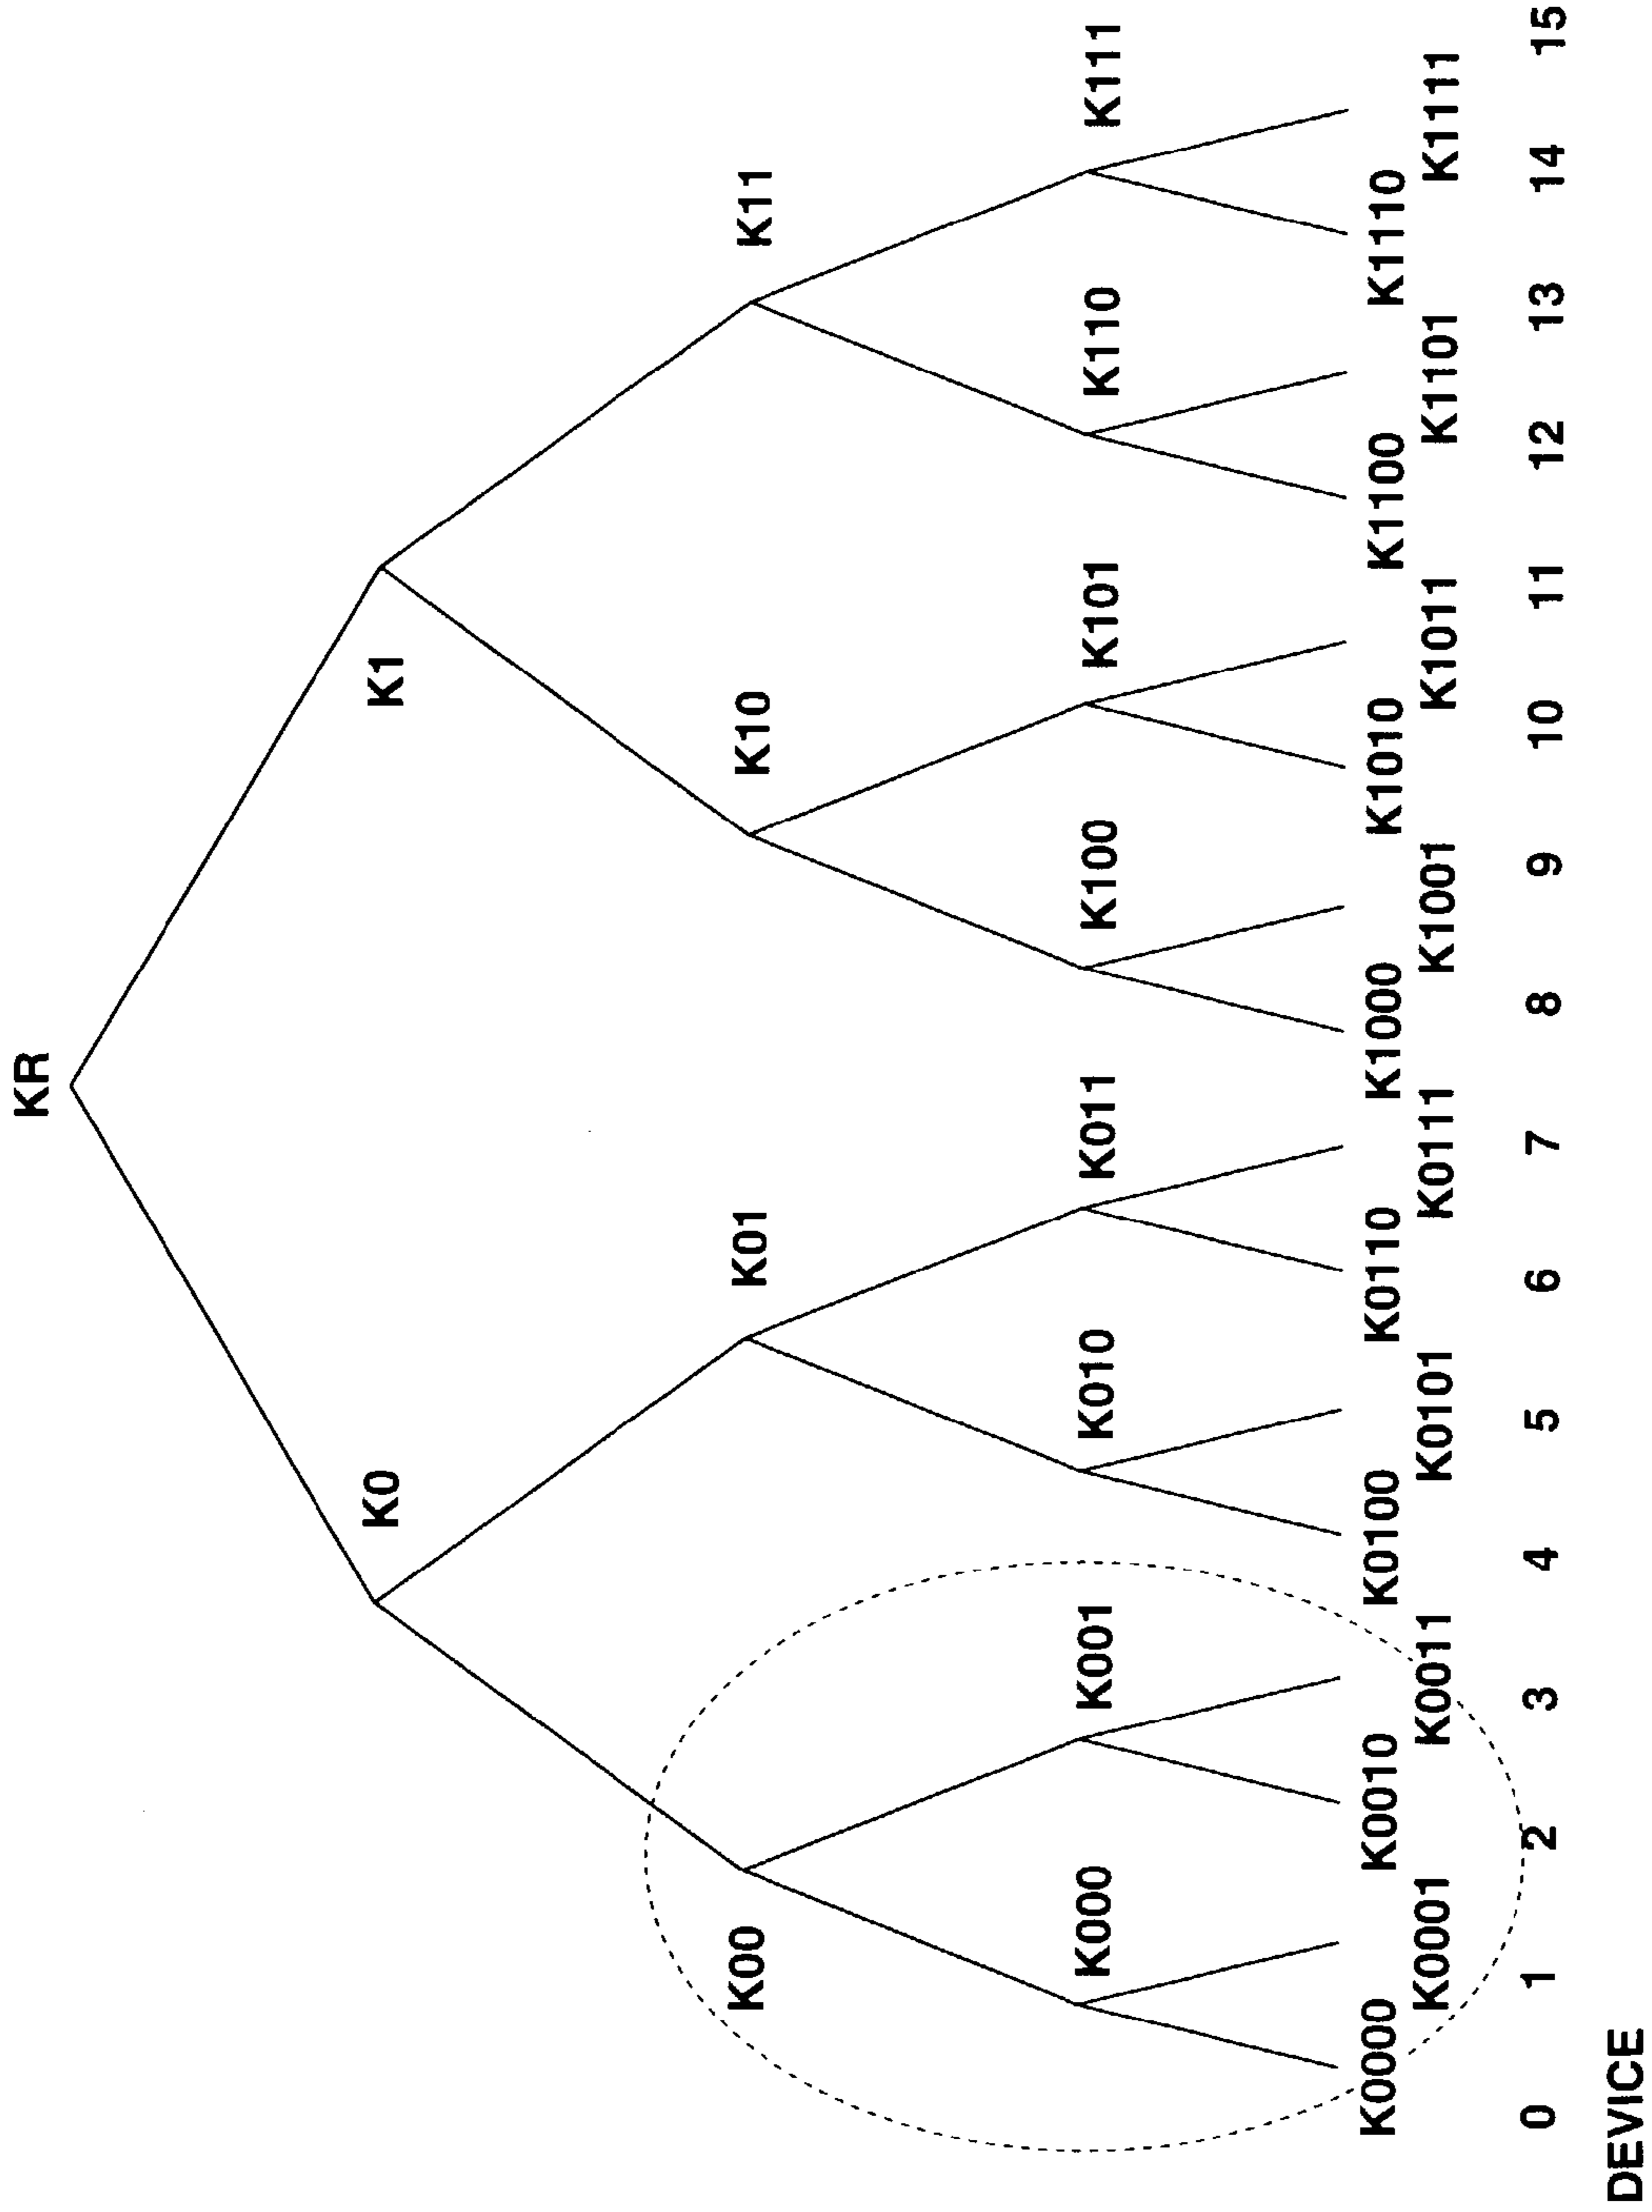 KR
K0 K1
K00 K01 K10 K11
K000 K001 K010 K011 K100 K101 K110 K111
K0000 K0010 K0100 K0110 K1000 K1010 K1100 K1110
K0001 K0011 K0101 K0111 K1001 K1011 K1101 K1111
0 1 2 3 4 5 6 7 8 9 10 11 12 13 14 15
DEVICE